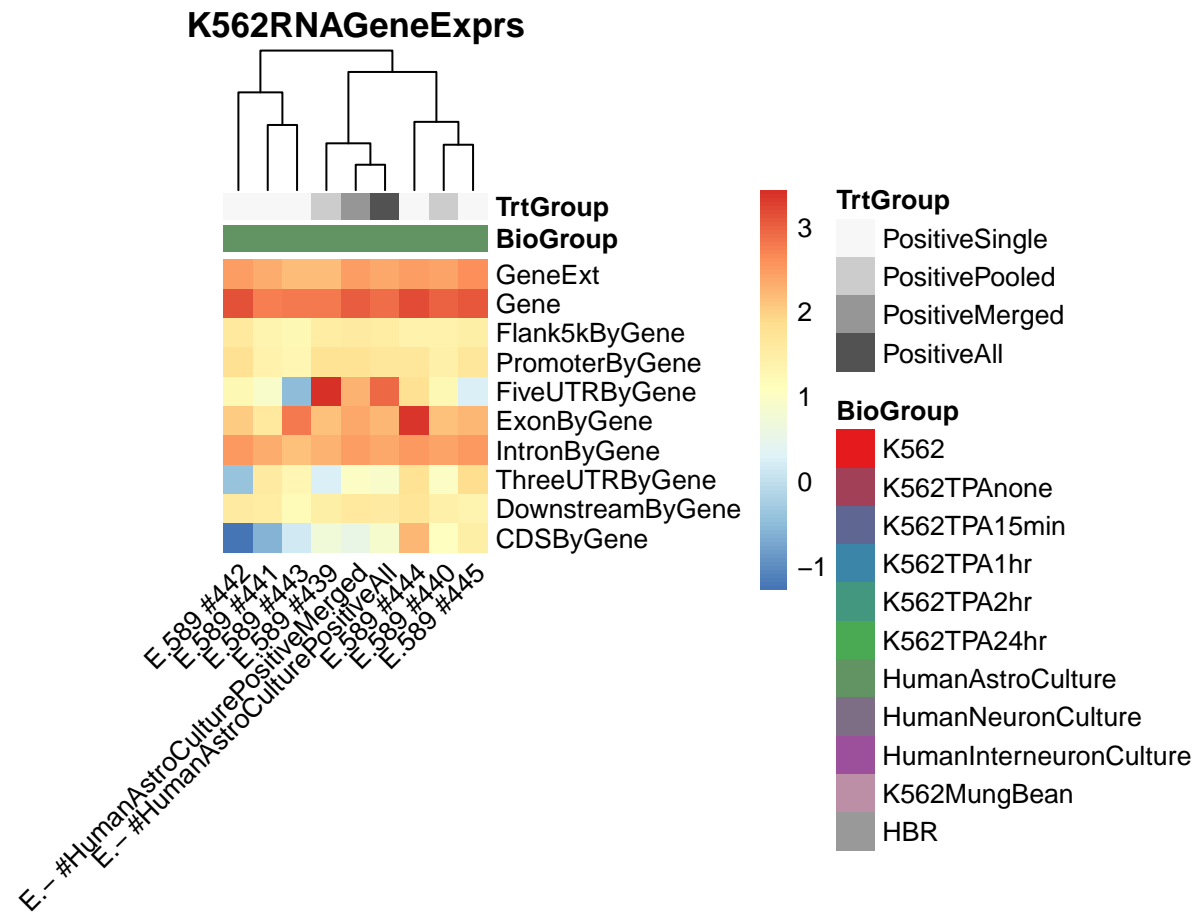 K562RNAGeneExprs
TrtGroup
BioGroup
GeneExt
Gene
Flank5kByGene
PromoterByGene
FiveUTRByGene
ExonByGene
IntronByGene
ThreeUTRByGene
DownstreamByGene
CDSByGene
E.589 #442
E.589 #441
E.589 #443
E.589 #439
E.– #HumanAstroCulturePositiveMerged
E.– #HumanAstroCulturePositiveAll
E.589 #444
E.589 #440
E.589 #445
3
2
1
0
–1
TrtGroup
PositiveSingle
PositivePooled
PositiveMerged
PositiveAll
BioGroup
K562
K562TPAnone
K562TPA15min
K562TPA1hr
K562TPA2hr
K562TPA24hr
HumanAstroCulture
HumanNeuronCulture
HumanInterneuronCulture
K562MungBean
HBR